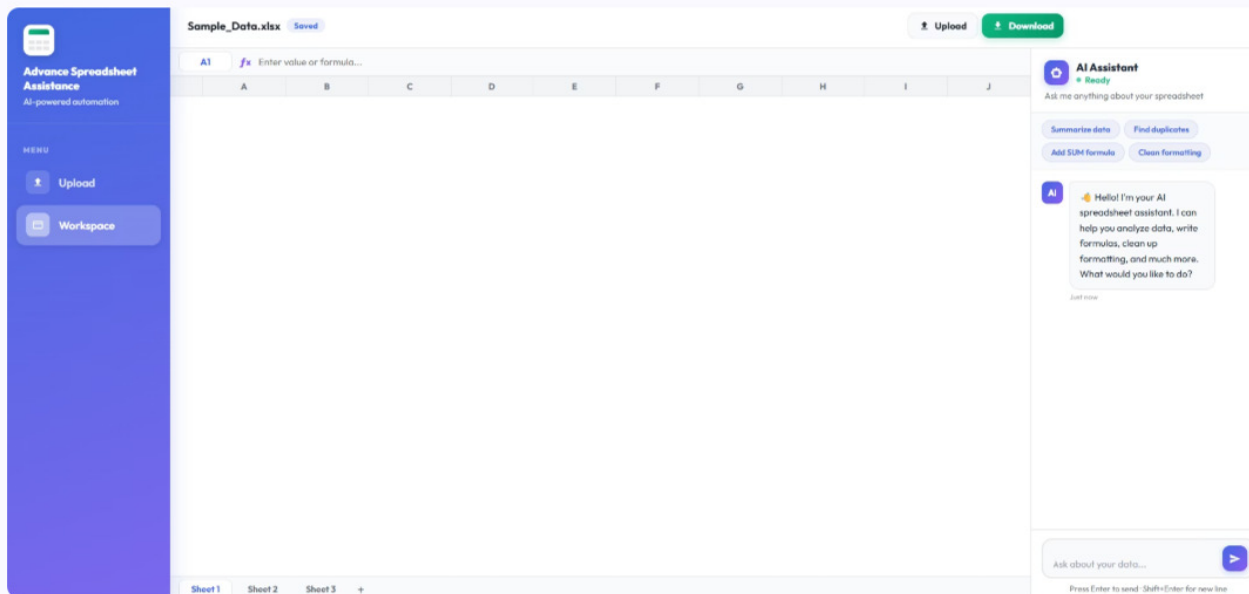 Advance Spreadsheet
Assistance
AI-powered automation
MENU
Upload
Workspace
Sample_Data.xlsx Saved
Upload Download
A1 fx Enter value or formula...
A B C D E F G H I J
Sheet 1 Sheet 2 Sheet 3 +
AI Assistant
Ready
Ask me anything about your spreadsheet
Summarize data Find duplicates
Add SUM formula Clean formatting
AI
Hello! I'm your AI
spreadsheet assistant. I can
help you analyze data, write
formulas, clean up
formatting, and much more.
What would you like to do?
Just now
Ask about your data...
Press Enter to send · Shift+Enter for new line